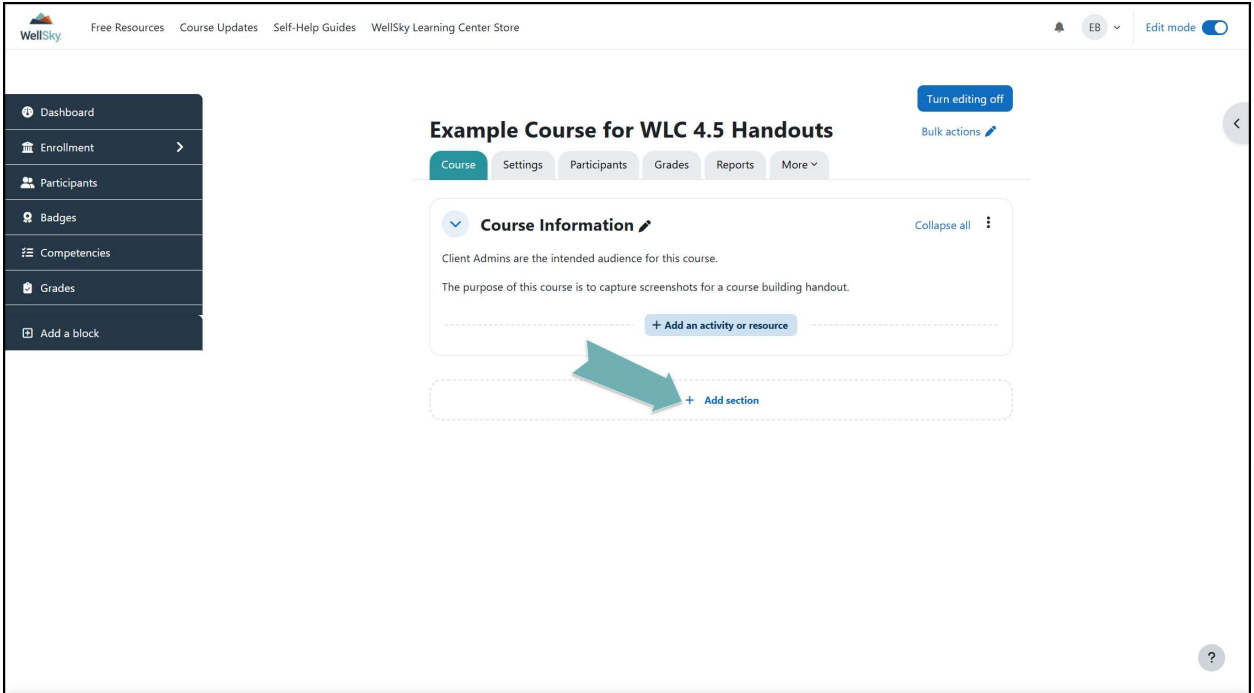 WellSky
Free Resources Course Updates Self-Help Guides WellSky Learning Center Store
EB
Edit mode
Dashboard
Enrollment
Participants
Badges
Competencies
Grades
Add a block
Turn editing off
Example Course for WLC 4.5 Handouts
Bulk actions
Course Settings Participants Grades Reports More
Course Information
Collapse all
Client Admins are the intended audience for this course.
The purpose of this course is to capture screenshots for a course building handout.
+ Add an activity or resource
+ Add section
?